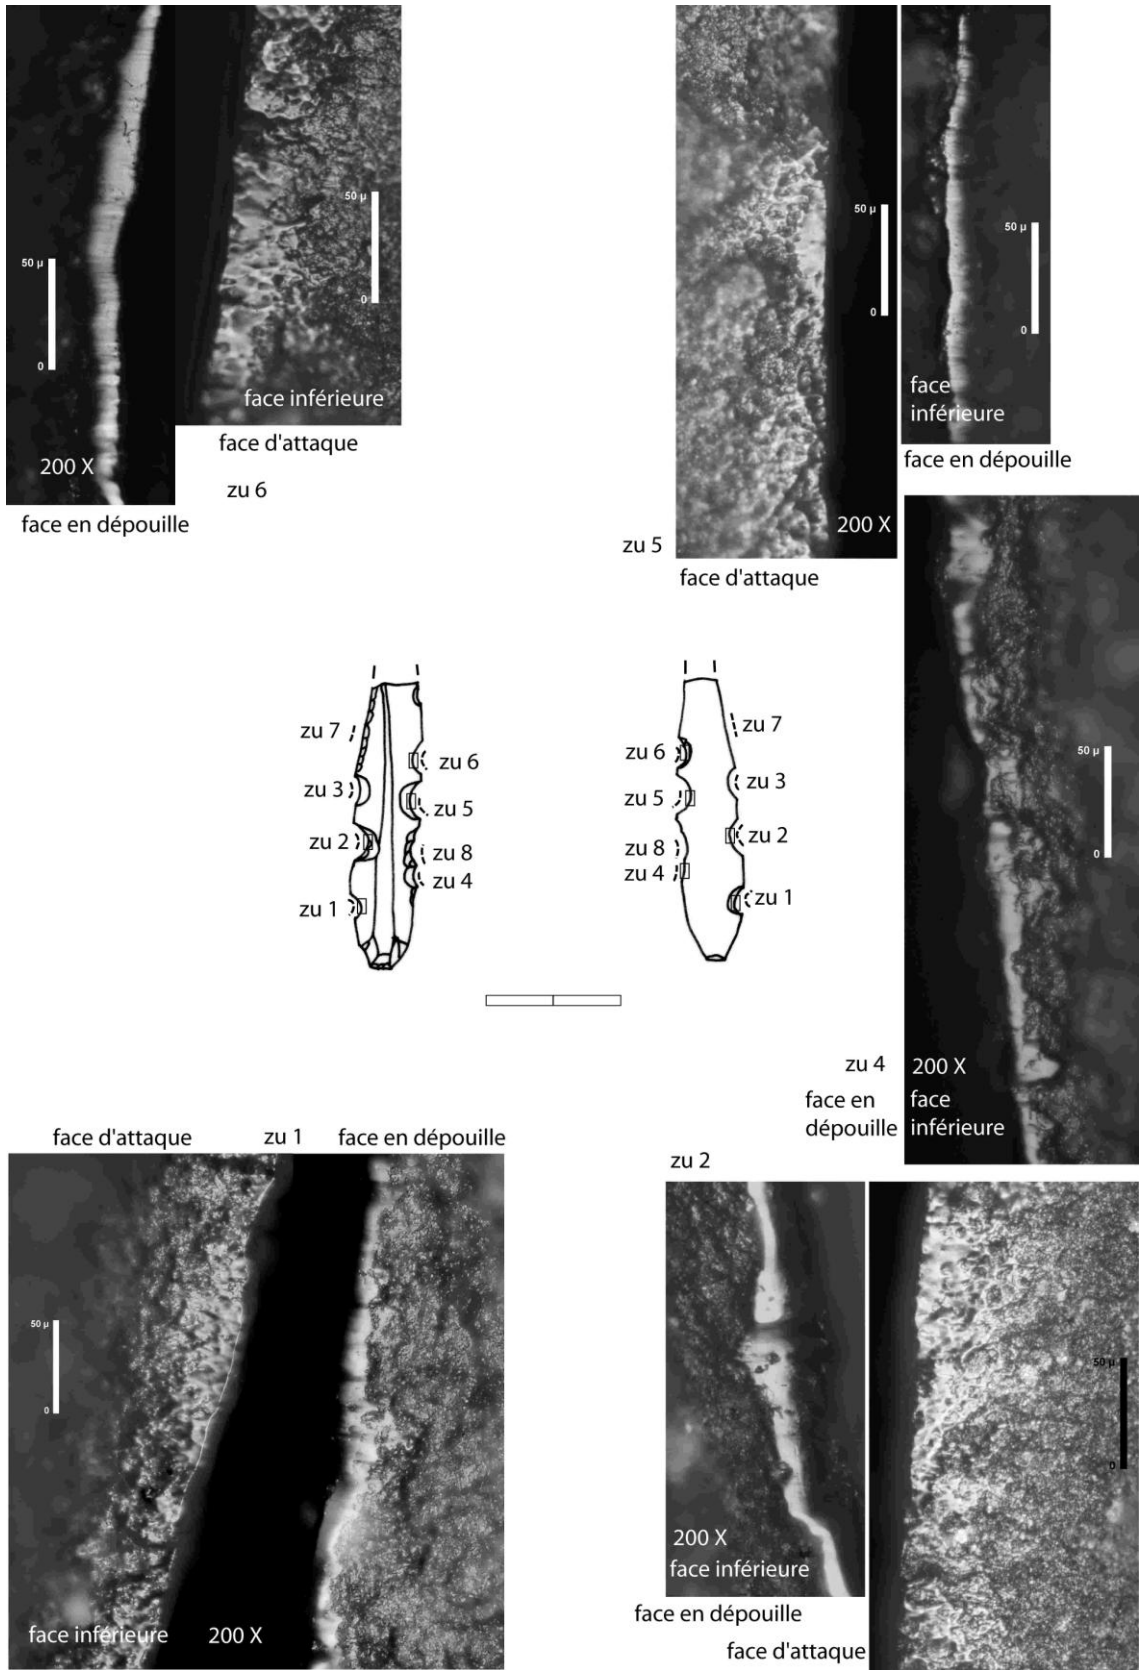 50 µ
0
200 X
face en dépouille
50 µ
0
face inférieure
face d'attaque
zu 6
50 µ
0
200 X
zu 5
face d'attaque
50 µ
0
face
inférieure
face en dépouille
50 µ
0
zu 4
200 X
face en
dépouille
face
inférieure
zu 7
zu 6
zu 3
zu 5
zu 2
zu 8
zu 4
zu 1
zu 7
zu 6
zu 3
zu 5
zu 2
zu 8
zu 4
zu 1
face d'attaque
zu 1
face en dépouille
50 µ
0
face inférieure
200 X
zu 2
200 X
face inférieure
face en dépouille
50 µ
0
face d'attaque